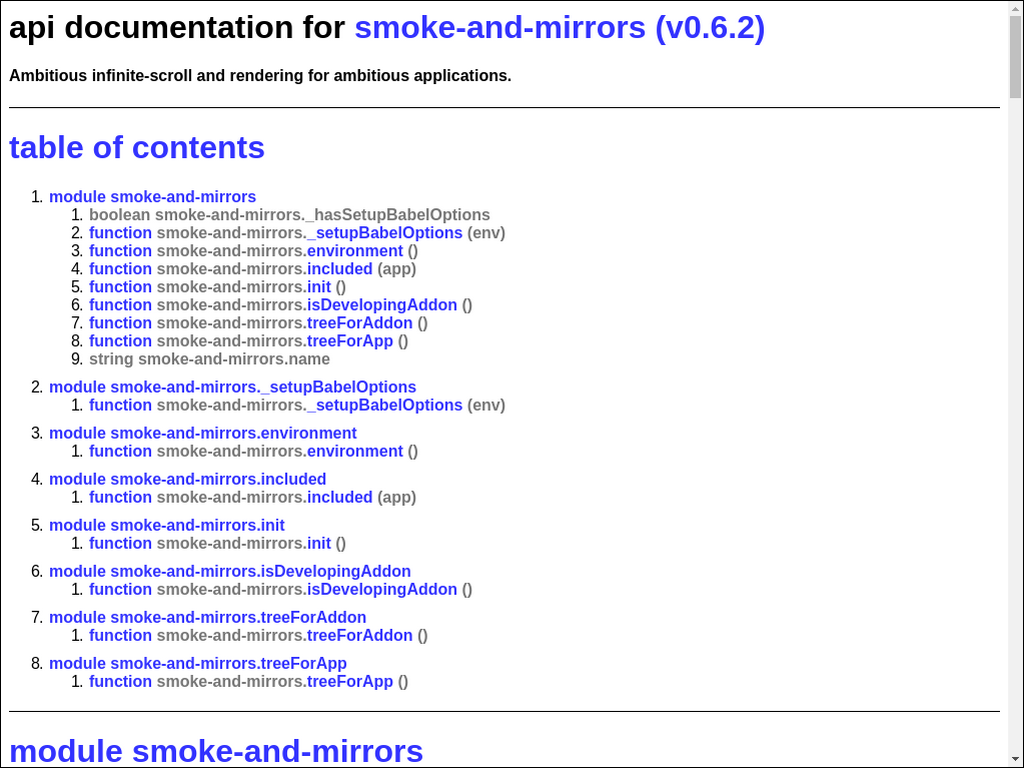 api documentation for smoke-and-mirrors (v0.6.2)
Ambitious infinite-scroll and rendering for ambitious applications.
table of contents
1. module smoke-and-mirrors
1. boolean smoke-and-mirrors._hasSetupBabelOptions
2. function smoke-and-mirrors._setupBabelOptions (env)
3. function smoke-and-mirrors.environment ()
4. function smoke-and-mirrors.included (app)
5. function smoke-and-mirrors.init ()
6. function smoke-and-mirrors.isDevelopingAddon ()
7. function smoke-and-mirrors.treeForAddon ()
8. function smoke-and-mirrors.treeForApp ()
9. string smoke-and-mirrors.name
2. module smoke-and-mirrors._setupBabelOptions
1. function smoke-and-mirrors._setupBabelOptions (env)
3. module smoke-and-mirrors.environment
1. function smoke-and-mirrors.environment ()
4. module smoke-and-mirrors.included
1. function smoke-and-mirrors.included (app)
5. module smoke-and-mirrors.init
1. function smoke-and-mirrors.init ()
6. module smoke-and-mirrors.isDevelopingAddon
1. function smoke-and-mirrors.isDevelopingAddon ()
7. module smoke-and-mirrors.treeForAddon
1. function smoke-and-mirrors.treeForAddon ()
8. module smoke-and-mirrors.treeForApp
1. function smoke-and-mirrors.treeForApp ()
module smoke-and-mirrors